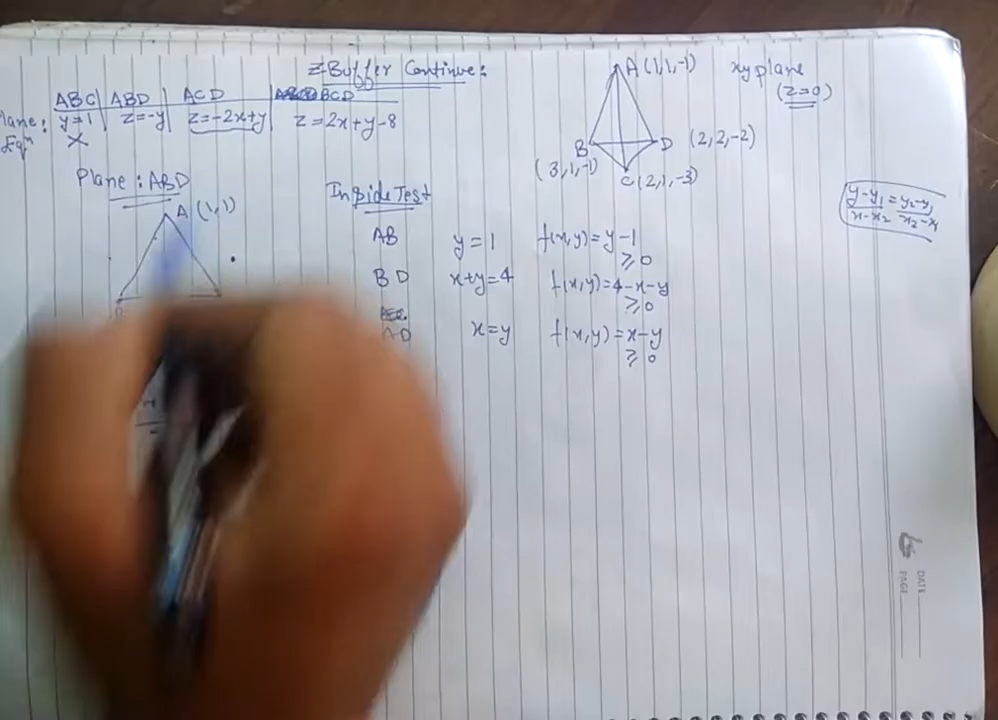 Z-Buffer Continue:
ABC ABD ACD BCD
Plane: y=1 z=-y z=-2x+y z=2x+y-8
Eqn X
A(1,1,-1)
B (3,1,-1)
D (2,2,-2)
C(2,1,-3)
xy plane
(z=0)
Plane: ABD
A (1,1)
B
Inside Test
AB y=1 f(x,y)=y-1
≥0
BD x+y=4 f(x,y)=4-x-y
≥0
AD x=y f(x,y)=x-y
≥0
y-y1/x-x2 = y2-y1/x2-x1
DATE
PAGE